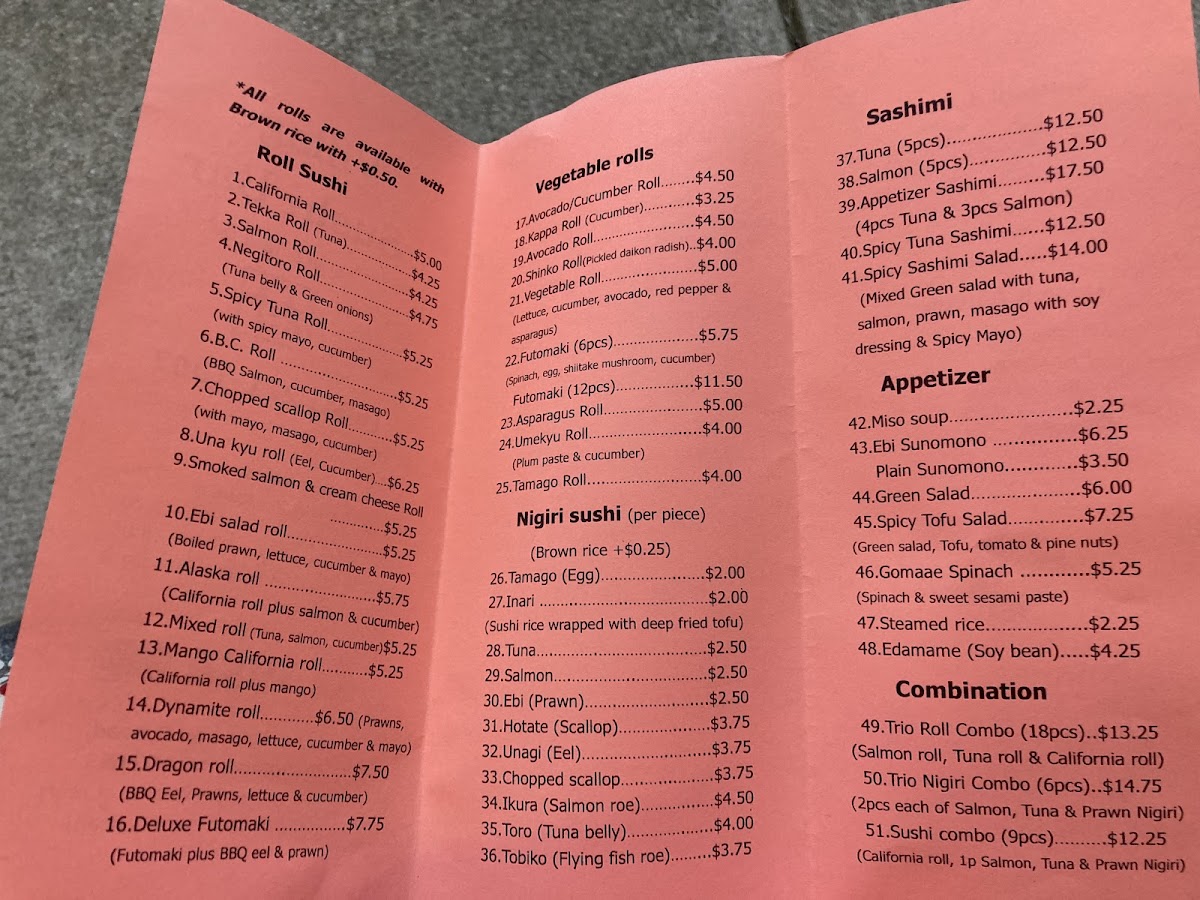 *All rolls are available with
Brown rice with +$0.50.
Roll Sushi
1.California Roll....................$5.00
2.Tekka Roll (Tuna)................$4.25
3.Salmon Roll......................$4.25
4.Negitoro Roll....................$4.75
(Tuna belly & Green onions)
5.Spicy Tuna Roll..................$5.25
(with spicy mayo, cucumber)
6.B.C. Roll ..........................$5.25
(BBQ Salmon, cucumber, masago)
7.Chopped scallop Roll..........$5.25
(with mayo, masago, cucumber)
8.Una kyu roll (Eel, Cucumber)....$6.25
9.Smoked salmon & cream cheese Roll
............$5.25
10.Ebi salad roll....................$5.25
(Boiled prawn, lettuce, cucumber & mayo)
11.Alaska roll ......................$5.75
(California roll plus salmon & cucumber)
12.Mixed roll (Tuna, salmon, cucumber)$5.25
13.Mango California roll..........$5.25
(California roll plus mango)
14.Dynamite roll...........$6.50 (Prawns,
avocado, masago, lettuce, cucumber & mayo)
15.Dragon roll......................$7.50
(BBQ Eel, Prawns, lettuce & cucumber)
16.Deluxe Futomaki .............$7.75
(Futomaki plus BBQ eel & prawn)
Vegetable rolls
17.Avocado/Cucumber Roll.......$4.50
18.Kappa Roll (Cucumber)..........$3.25
19.Avocado Roll....................$4.50
20.Shinko Roll(Pickled daikon radish)..$4.00
21.Vegetable Roll...................$5.00
(Lettuce, cucumber, avocado, red pepper &
asparagus)
22.Futomaki (6pcs)................$5.75
(Spinach, egg, shiitake mushroom, cucumber)
Futomaki (12pcs)..............$11.50
23.Asparagus Roll..................$5.00
24.Umekyu Roll.....................$4.00
(Plum paste & cucumber)
25.Tamago Roll.....................$4.00
Nigiri sushi (per piece)
(Brown rice +$0.25)
26.Tamago (Egg)....................$2.00
27.Inari ..............................$2.00
(Sushi rice wrapped with deep fried tofu)
28.Tuna...............................$2.50
29.Salmon............................$2.50
30.Ebi (Prawn).......................$2.50
31.Hotate (Scallop).................$3.75
32.Unagi (Eel).......................$3.75
33.Chopped scallop.................$3.75
34.Ikura (Salmon roe)..............$4.50
35.Toro (Tuna belly)................$4.00
36.Tobiko (Flying fish roe).........$3.75
Sashimi
37.Tuna (5pcs)....................$12.50
38.Salmon (5pcs)................$12.50
39.Appetizer Sashimi.........$17.50
(4pcs Tuna & 3pcs Salmon)
40.Spicy Tuna Sashimi......$12.50
41.Spicy Sashimi Salad.....$14.00
(Mixed Green salad with tuna,
salmon, prawn, masago with soy
dressing & Spicy Mayo)
Appetizer
42.Miso soup.......................$2.25
43.Ebi Sunomono ................$6.25
Plain Sunomono.............$3.50
44.Green Salad....................$6.00
45.Spicy Tofu Salad.............$7.25
(Green salad, Tofu, tomato & pine nuts)
46.Gomaae Spinach ............$5.25
(Spinach & sweet sesami paste)
47.Steamed rice..................$2.25
48.Edamame (Soy bean).....$4.25
Combination
49.Trio Roll Combo (18pcs)..$13.25
(Salmon roll, Tuna roll & California roll)
50.Trio Nigiri Combo (6pcs)..$14.75
(2pcs each of Salmon, Tuna & Prawn Nigiri)
51.Sushi combo (9pcs)..........$12.25
(California roll, 1p Salmon, Tuna & Prawn Nigiri)